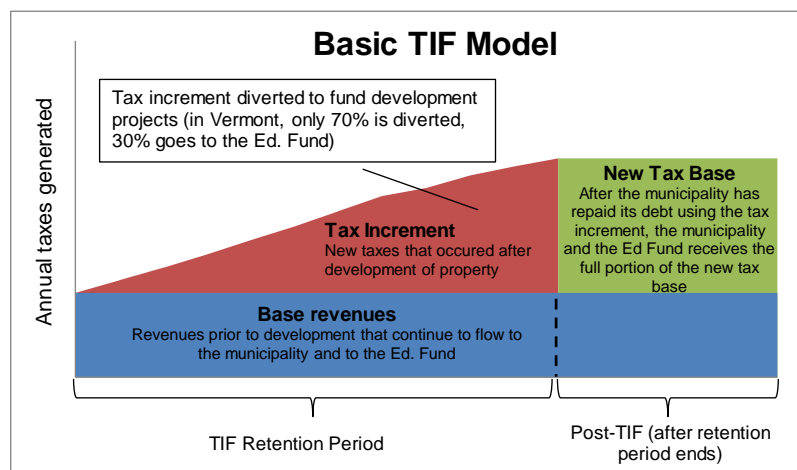 Basic TIF Model
Annual taxes generated
Tax increment diverted to fund development
projects (in Vermont, only 70% is diverted,
30% goes to the Ed. Fund)
Tax Increment
New taxes that occured after
development of property
New Tax Base
After the municipality has
repaid its debt using the tax
increment, the municipality
and the Ed Fund receives the
full portion of the new tax
base
Base revenues
Revenues prior to development that continue to flow to
the municipality and to the Ed. Fund
TIF Retention Period
Post-TIF (after retention
period ends)